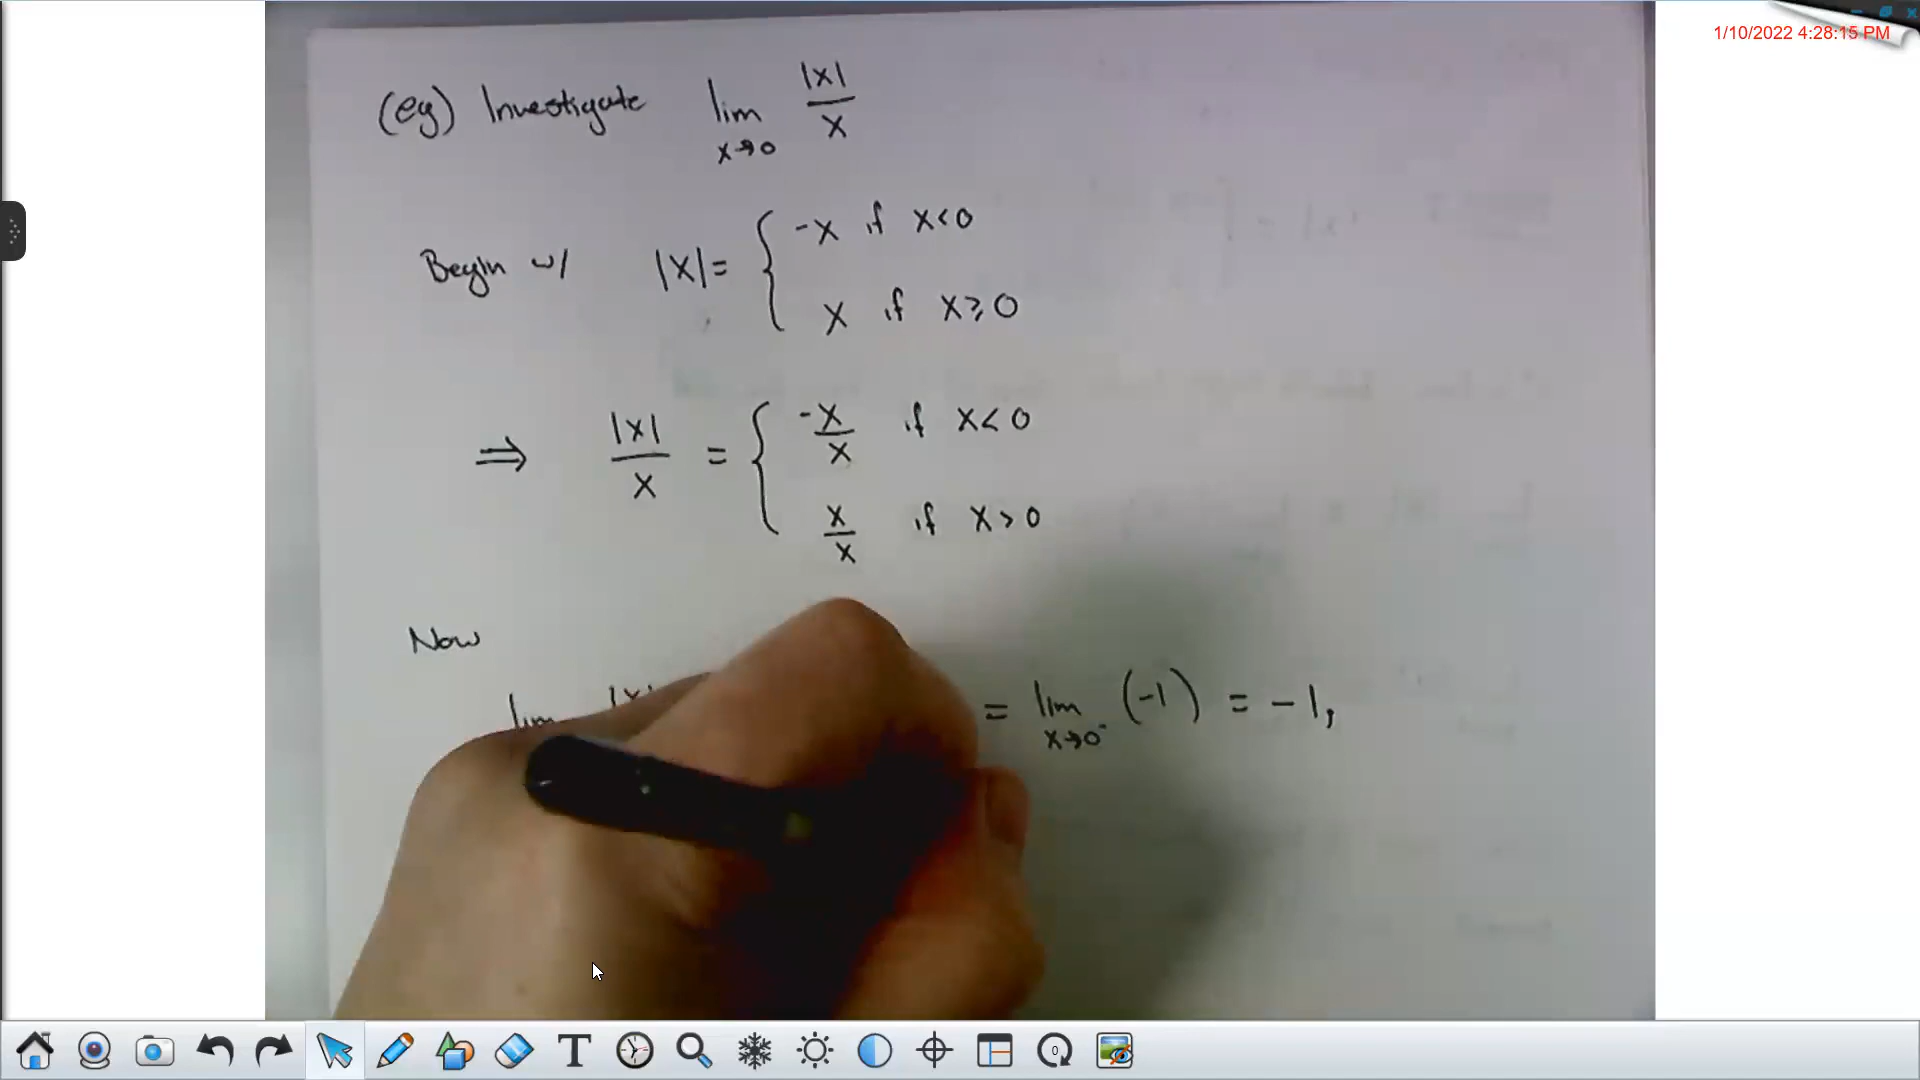 1/10/2022 4:28:15 PM
(eg) Investigate lim x→0 |x|/x
Begin w/ |x| = { -x if x<0
x if x≥0
⇒ |x|/x = { -x/x if x<0
x/x if x>0
Now
lim |x| = lim x→0⁻ (-1) = -1,
T
0